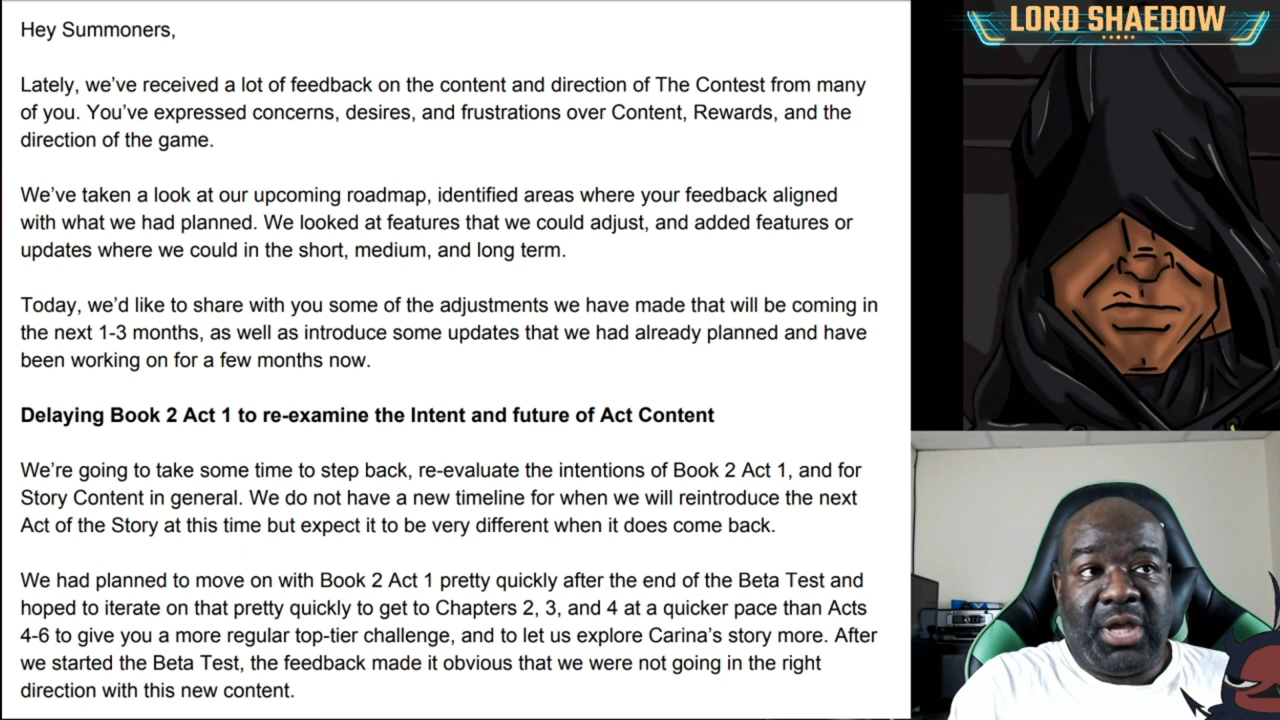 Hey Summoners,
Lately, we've received a lot of feedback on the content and direction of The Contest from many
of you. You've expressed concerns, desires, and frustrations over Content, Rewards, and the
direction of the game.
We've taken a look at our upcoming roadmap, identified areas where your feedback aligned
with what we had planned. We looked at features that we could adjust, and added features or
updates where we could in the short, medium, and long term.
Today, we'd like to share with you some of the adjustments we have made that will be coming in
the next 1-3 months, as well as introduce some updates that we had already planned and have
been working on for a few months now.
Delaying Book 2 Act 1 to re-examine the Intent and future of Act Content
We're going to take some time to step back, re-evaluate the intentions of Book 2 Act 1, and for
Story Content in general. We do not have a new timeline for when we will reintroduce the next
Act of the Story at this time but expect it to be very different when it does come back.
We had planned to move on with Book 2 Act 1 pretty quickly after the end of the Beta Test and
hoped to iterate on that pretty quickly to get to Chapters 2, 3, and 4 at a quicker pace than Acts
4-6 to give you a more regular top-tier challenge, and to let us explore Carina's story more. After
we started the Beta Test, the feedback made it obvious that we were not going in the right
direction with this new content.
LORD SHAEDOW